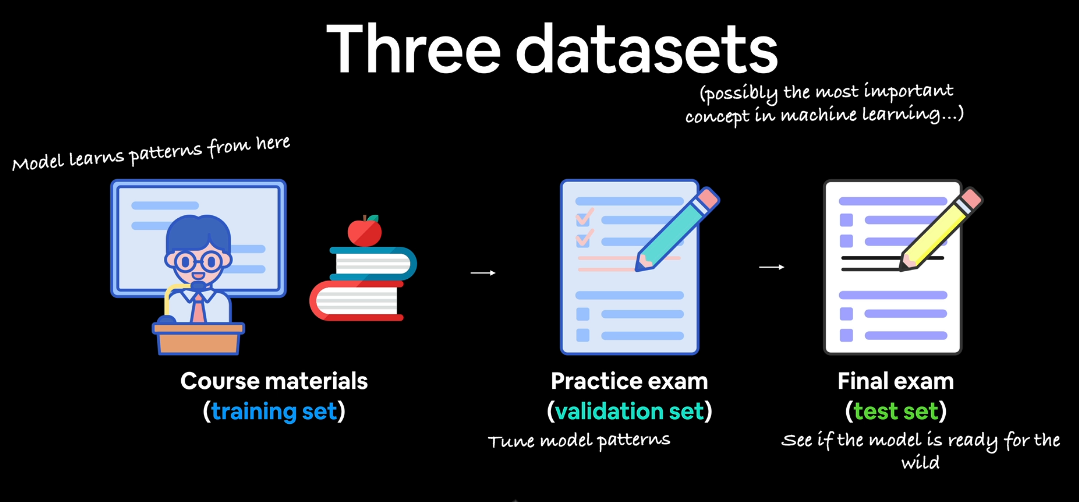 Three datasets
(possibly the most important
concept in machine learning...)
Model learns patterns from here
Course materials
(training set)
Practice exam
(validation set)
Tune model patterns
Final exam
(test set)
See if the model is ready for the
wild